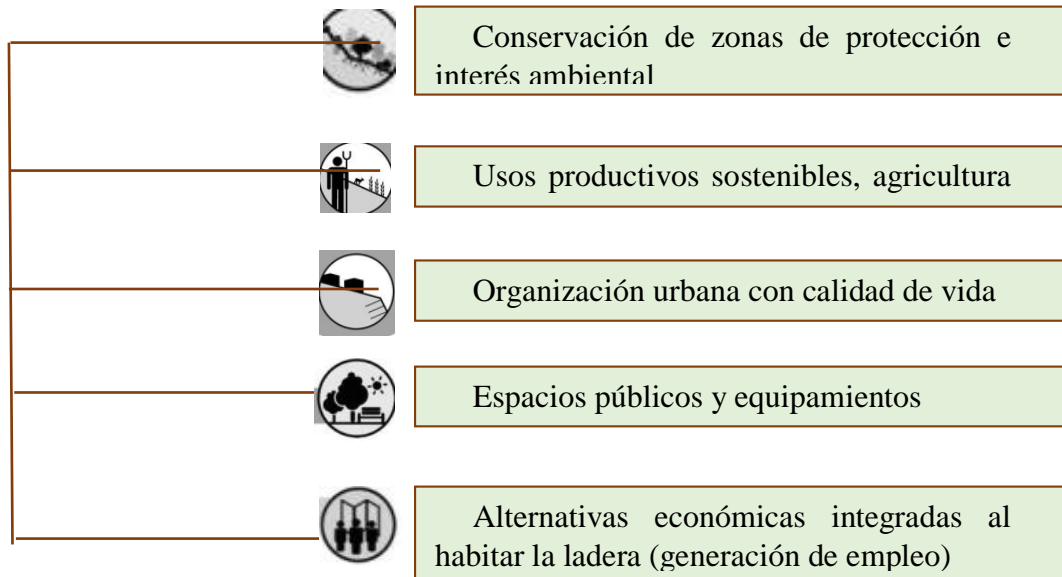 Conservación de zonas de protección e
interés ambiental
Usos productivos sostenibles, agricultura
Organización urbana con calidad de vida
Espacios públicos y equipamientos
Alternativas económicas integradas al
habitar la ladera (generación de empleo)